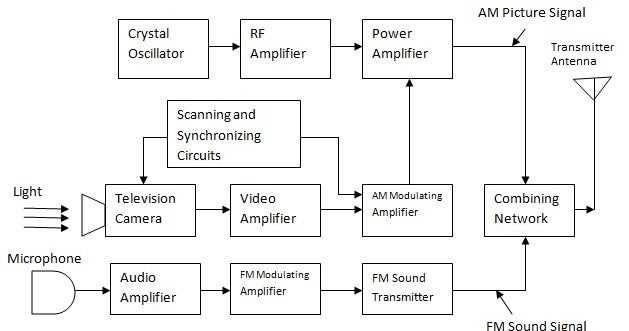 AM Picture Signal
Crystal
Oscillator
RF
Amplifier
Power
Amplifier
Transmitter
Antenna
Scanning and
Synchronizing
Circuits
Light
Television
Camera
Video
Amplifier
AM Modulating
Amplifier
Combining
Network
Microphone
Audio
Amplifier
FM Modulating
Amplifier
FM Sound
Transmitter
FM Sound Signal